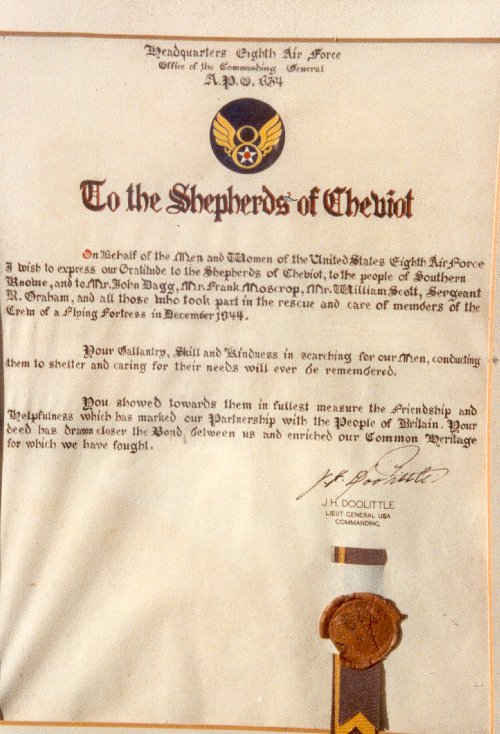 Headquarters Eighth Air Force
Office of the Commanding General
A.P.O. 634
8
To the Shepherds of Cheviot
On Behalf of the Men and Women of the United States Eighth Air Force
I wish to express our Gratitude to the Shepherds of Cheviot, to the people of Southern
Knowe, and to Mr. John Dagg, Mr. Frank Moscrop, Mr. William Scott, Sergeant
R. Graham, and all those who took part in the rescue and care of members of the
Crew of a Flying Fortress in December 1944.
Your Gallantry, Skill and Kindness in searching for our Men, conducting
them to shelter and caring for their needs will ever be remembered.
You showed towards them in fullest measure the Friendship and
Helpfulness which has marked our Partnership with the People of Britain. Your
deed has drawn closer the Bond between us and enriched our Common Heritage
for which we have fought.
J.H. Doolittle
J.H. DOOLITTLE
LIEUT GENERAL USA
COMMANDING